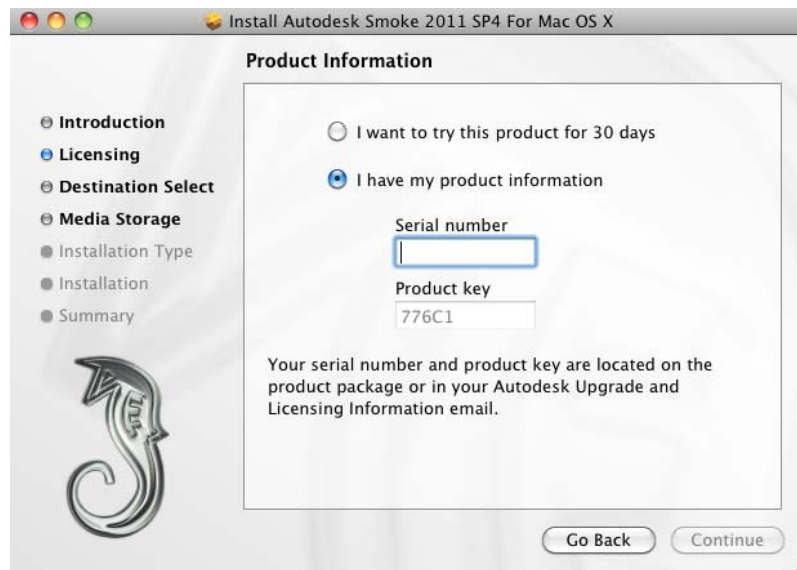 Install Autodesk Smoke 2011 SP4 For Mac OS X
Product Information
Introduction
Licensing
Destination Select
Media Storage
Installation Type
Installation
Summary
I want to try this product for 30 days
I have my product information
Serial number
Product key
776C1
Your serial number and product key are located on the
product package or in your Autodesk Upgrade and
Licensing Information email.
Go Back
Continue